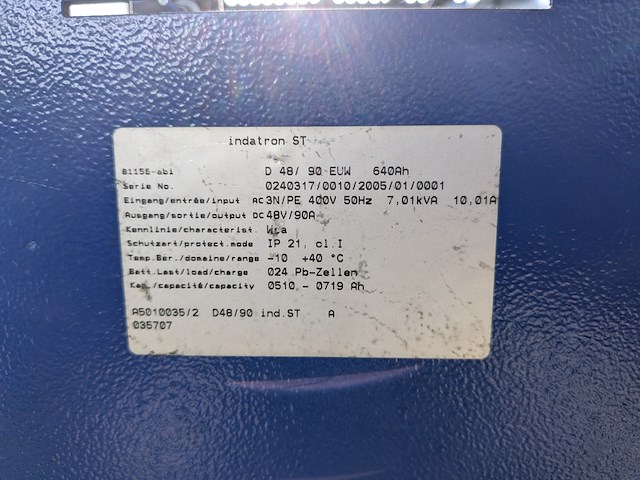 indatron ST
8115E-abi D 48/ 90 EUW 640Ah
Serie No. 0240317/0010/2005/01/0001
Eingang/entrée/input AC 3N/PE 400V 50Hz 7,01kVA 10,01A
Ausgang/sortie/output DC 48V/90A
Kennlinie/characterist. Wta
Schutzart/protect.mode IP 21, cl.I
Temp.Ber./domaine/range -10 +40 °C
Batt.Last/load/charge 024 Pb-Zellen
Kap./capacité/capacity 0510 - 0719 Ah
A5010035/2 D48/90 ind.ST A
035707